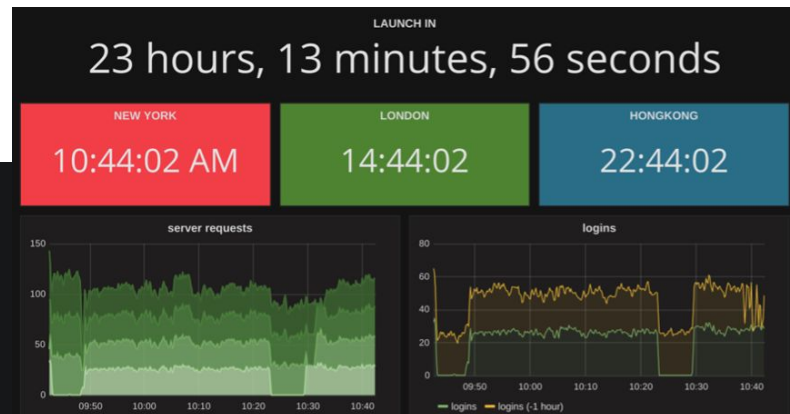 LAUNCH IN
23 hours, 13 minutes, 56 seconds
NEW YORK
10:44:02 AM
LONDON
14:44:02
HONGKONG
22:44:02
server requests
150
100
50
0
09:50 10:00 10:10 10:20 10:30 10:40
logins
80
60
40
20
0
09:50 10:00 10:10 10:20 10:30 10:40
logins logins (-1 hour)